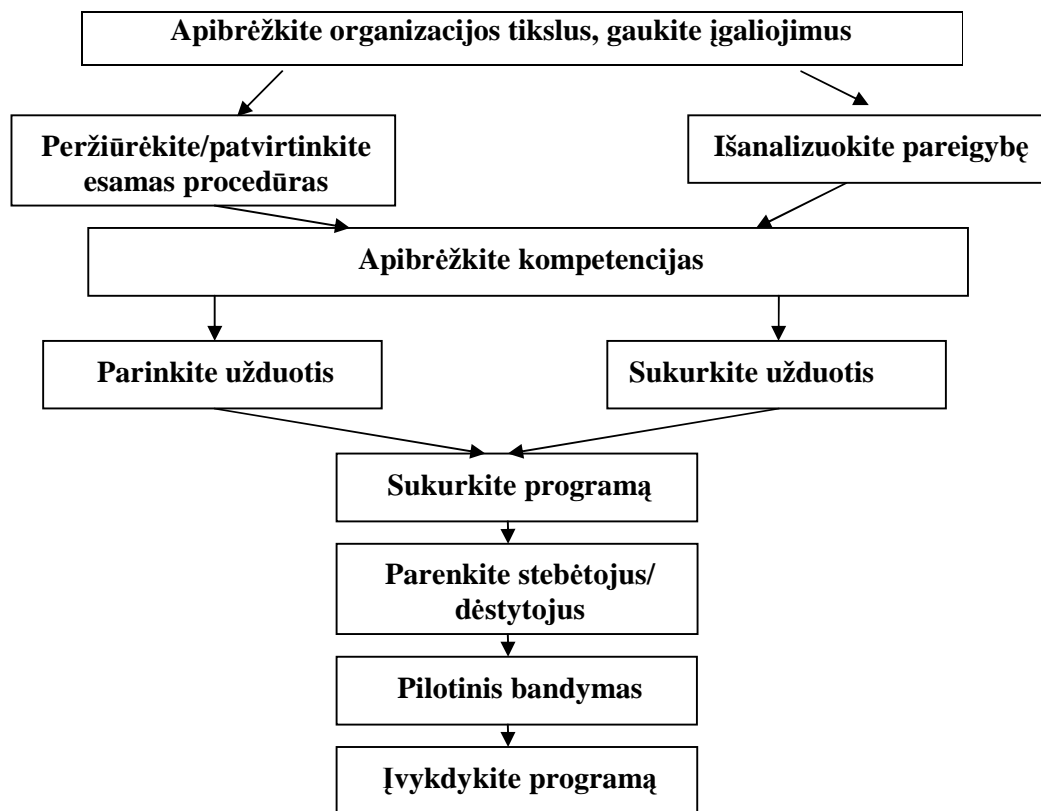 Apibrėžkite organizacijos tikslus, gaukite įgaliojimus
Peržiūrėkite/patvirtinkite
esamas procedūras
Išanalizuokite pareigybę
Apibrėžkite kompetencijas
Parinkite užduotis
Sukurkite užduotis
Sukurkite programą
Parenkite stebėtojus/
dėstytojus
Pilotinis bandymas
Įvykdykite programą